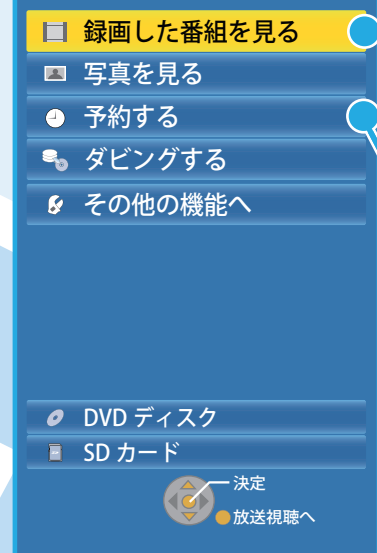 録画した番組を見る
写真を見る
予約する
ダビングする
その他の機能へ
DVD ディスク
SD カード
決定
放送視聴へ